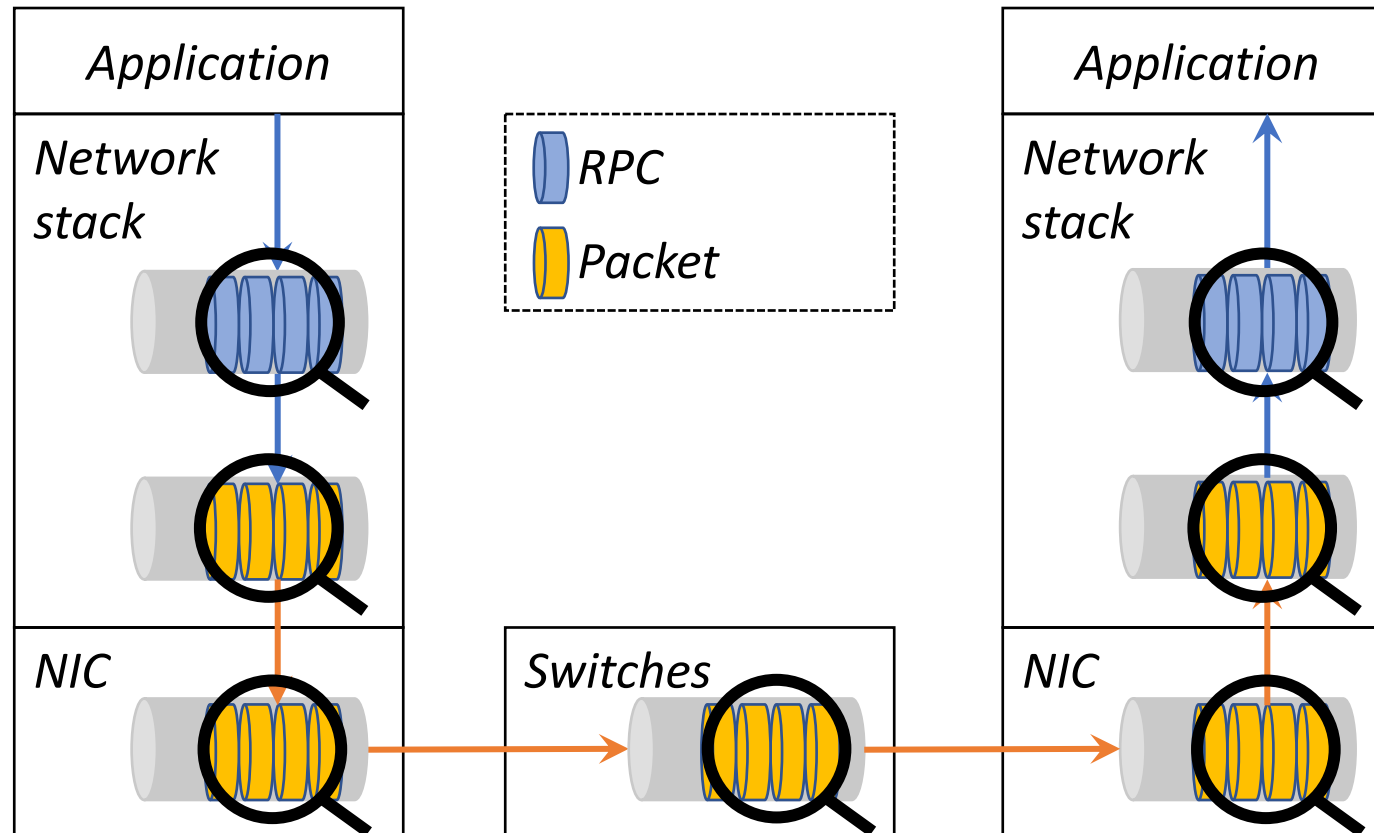 Application
Network
stack
NIC
RPC
Packet
Switches
Application
Network
stack
NIC